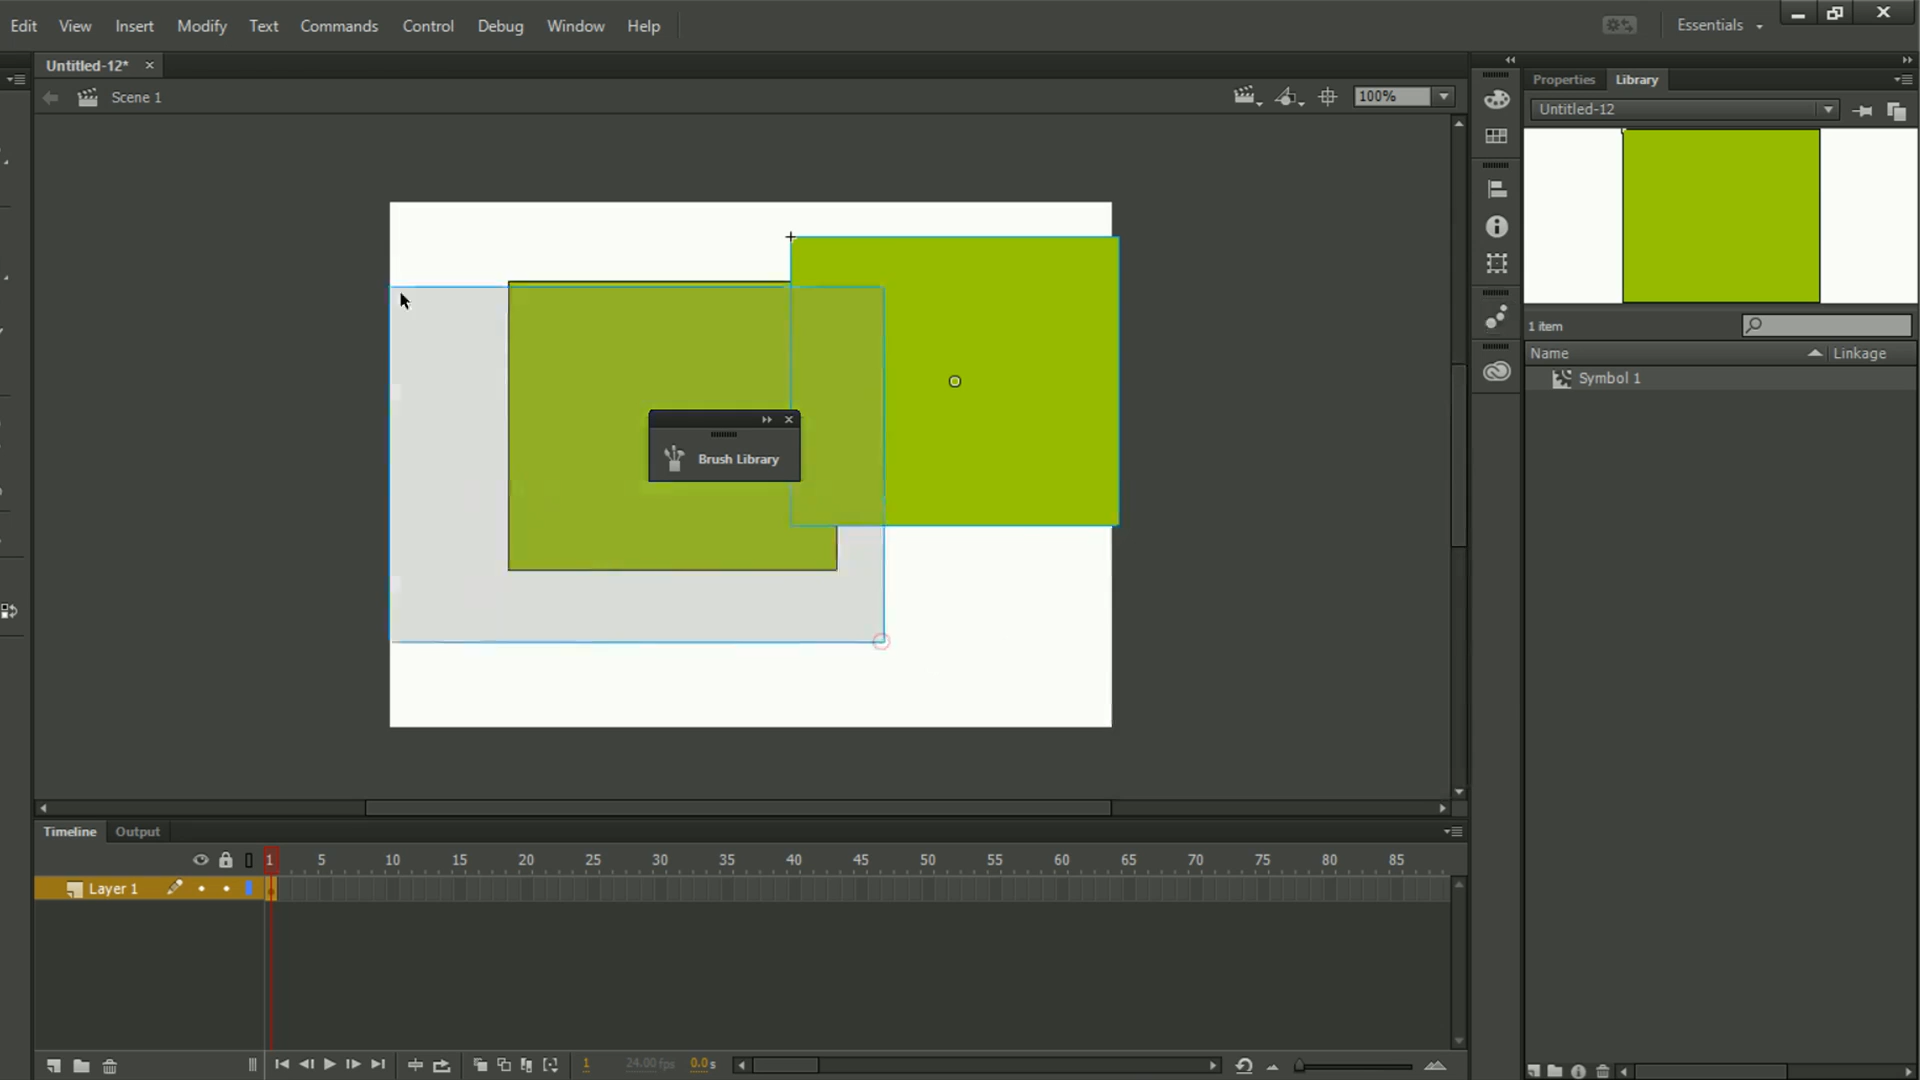 Edit View Insert Modify Text Commands Control Debug Window Help Essentials
Untitled-12* ×
Properties Library
Scene 1 100%
Untitled-12
1 item
Name Linkage
Symbol 1
Brush Library
Timeline Output
1 5 10 15 20 25 30 35 40 45 50 55 60 65 70 75 80 85
Layer 1
1 24.00 fps 0.0 s